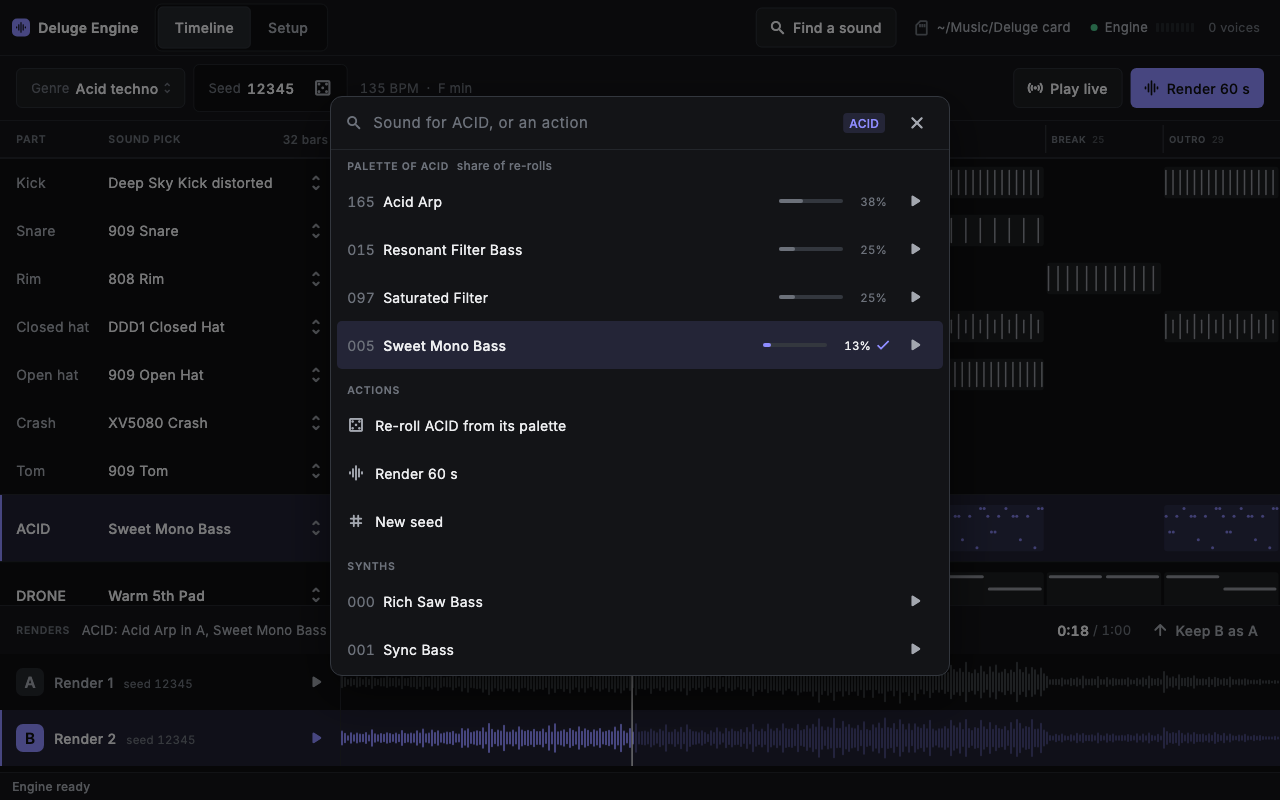 Deluge Engine Timeline Setup Find a sound ~/Music/Deluge card Engine 0 voices
Genre Acid techno Seed 12345 135 BPM · F min Play live Render 60 s
PART SOUND PICK 32 bars BREAK 25 OUTRO 29
Sound for ACID, or an action ACID
PALETTE OF ACID share of re-rolls
Kick Deep Sky Kick distorted
165 Acid Arp 38%
Snare 909 Snare
015 Resonant Filter Bass 25%
Rim 808 Rim
097 Saturated Filter 25%
Closed hat DDD1 Closed Hat
005 Sweet Mono Bass 13%
Open hat 909 Open Hat
ACTIONS
Crash XV5080 Crash
Re-roll ACID from its palette
Tom 909 Tom
Render 60 s
ACID Sweet Mono Bass
New seed
SYNTHS
DRONE Warm 5th Pad
000 Rich Saw Bass
RENDERS ACID: Acid Arp in A, Sweet Mono Bass 0:18 / 1:00 Keep B as A
001 Sync Bass
A Render 1 seed 12345
B Render 2 seed 12345
Engine ready